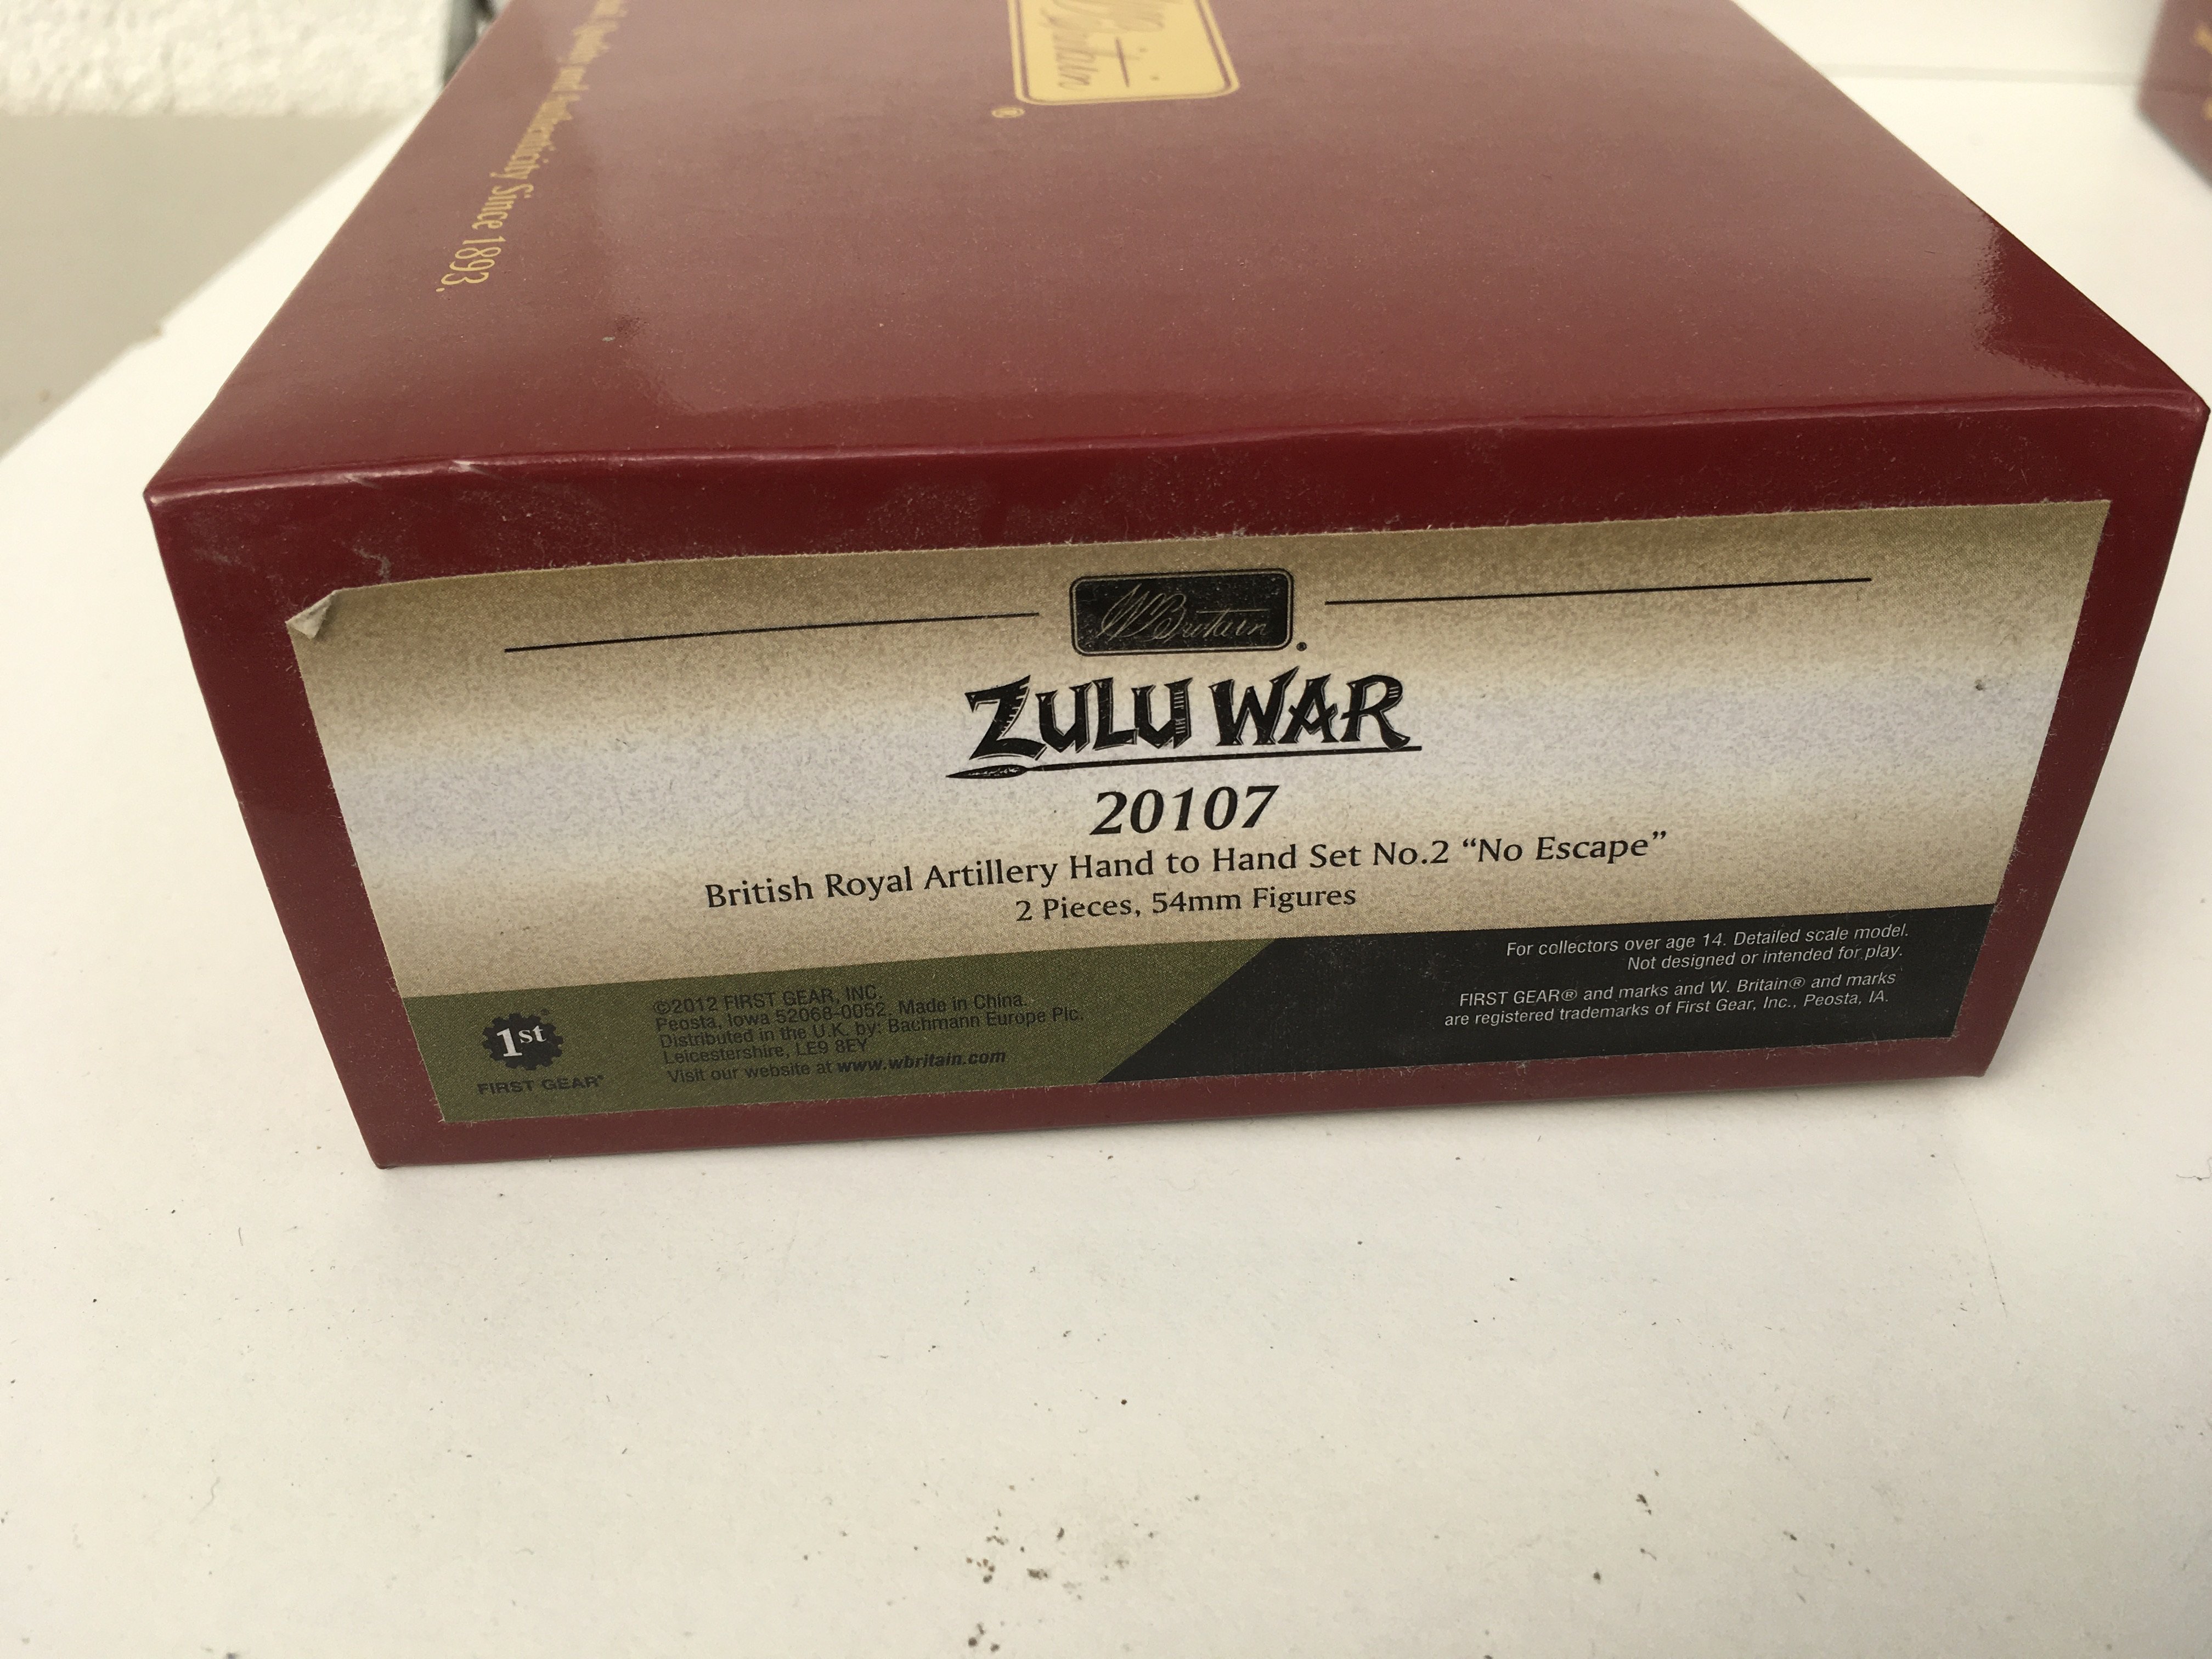 Britain
®
Quality and Authenticity Since 1893.
W Britain
ZULU WAR
20107
British Royal Artillery Hand to Hand Set No.2 “No Escape”
2 Pieces, 54mm Figures
For collectors over age 14. Detailed scale model.
Not designed or intended for play.
FIRST GEAR® and marks and W. Britain® and marks
are registered trademarks of First Gear, Inc., Peosta, IA.
1st
FIRST GEAR®
©2012 FIRST GEAR, INC.
Peosta, Iowa 52068-0052. Made in China.
Distributed in the U.K. by: Bachmann Europe Plc.
Leicestershire, LE9 8EY
Visit our website at www.wbritain.com